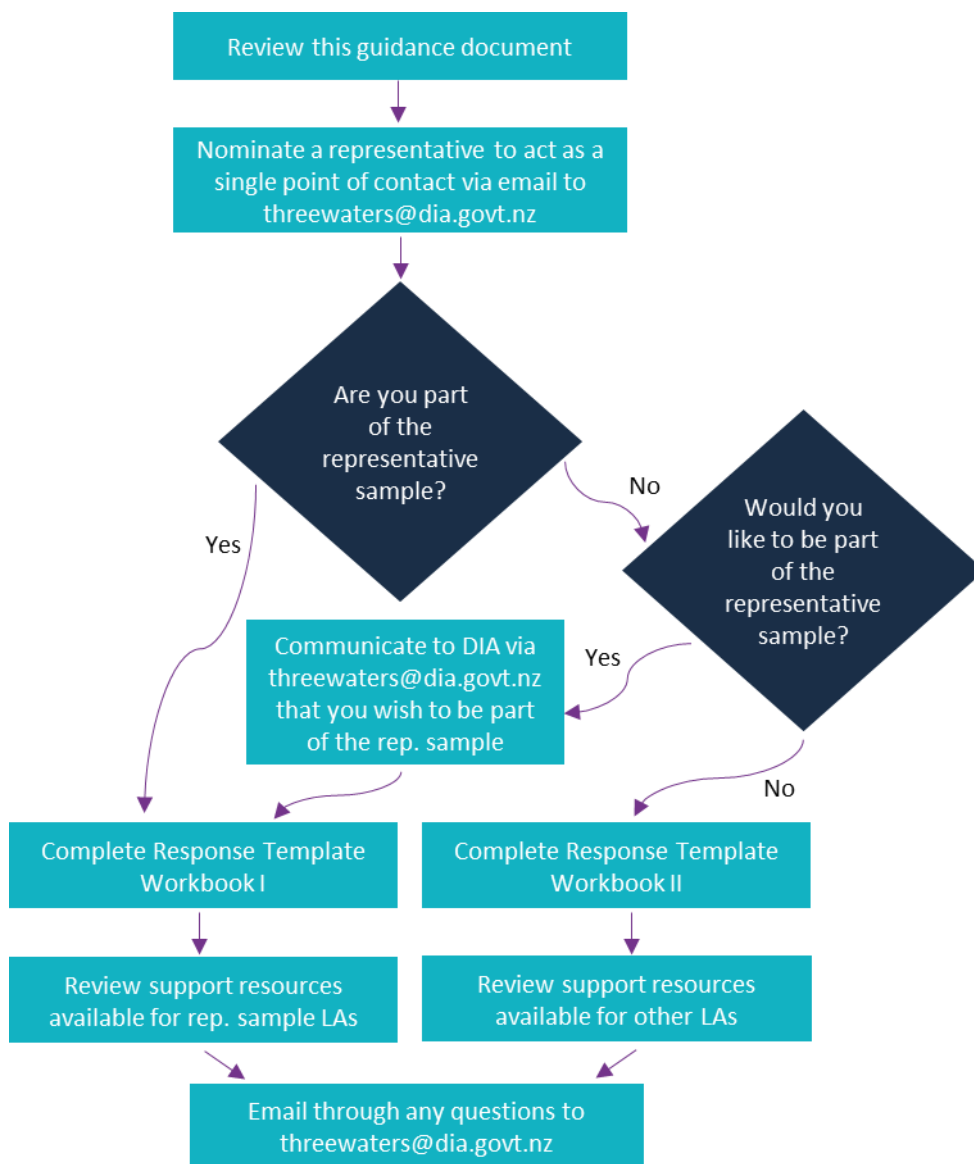 Review this guidance document
Nominate a representative to act as a
single point of contact via email to
threewaters@dia.govt.nz
Are you part
of the
representative
sample?
No
Would you
like to be part
of the
representative
sample?
Yes
Communicate to DIA via
threewaters@dia.govt.nz
that you wish to be part
of the rep. sample
Yes
No
Complete Response Template
Workbook I
Complete Response Template
Workbook II
Review support resources
available for rep. sample LAs
Review support resources
available for other LAs
Email through any questions to
threewaters@dia.govt.nz